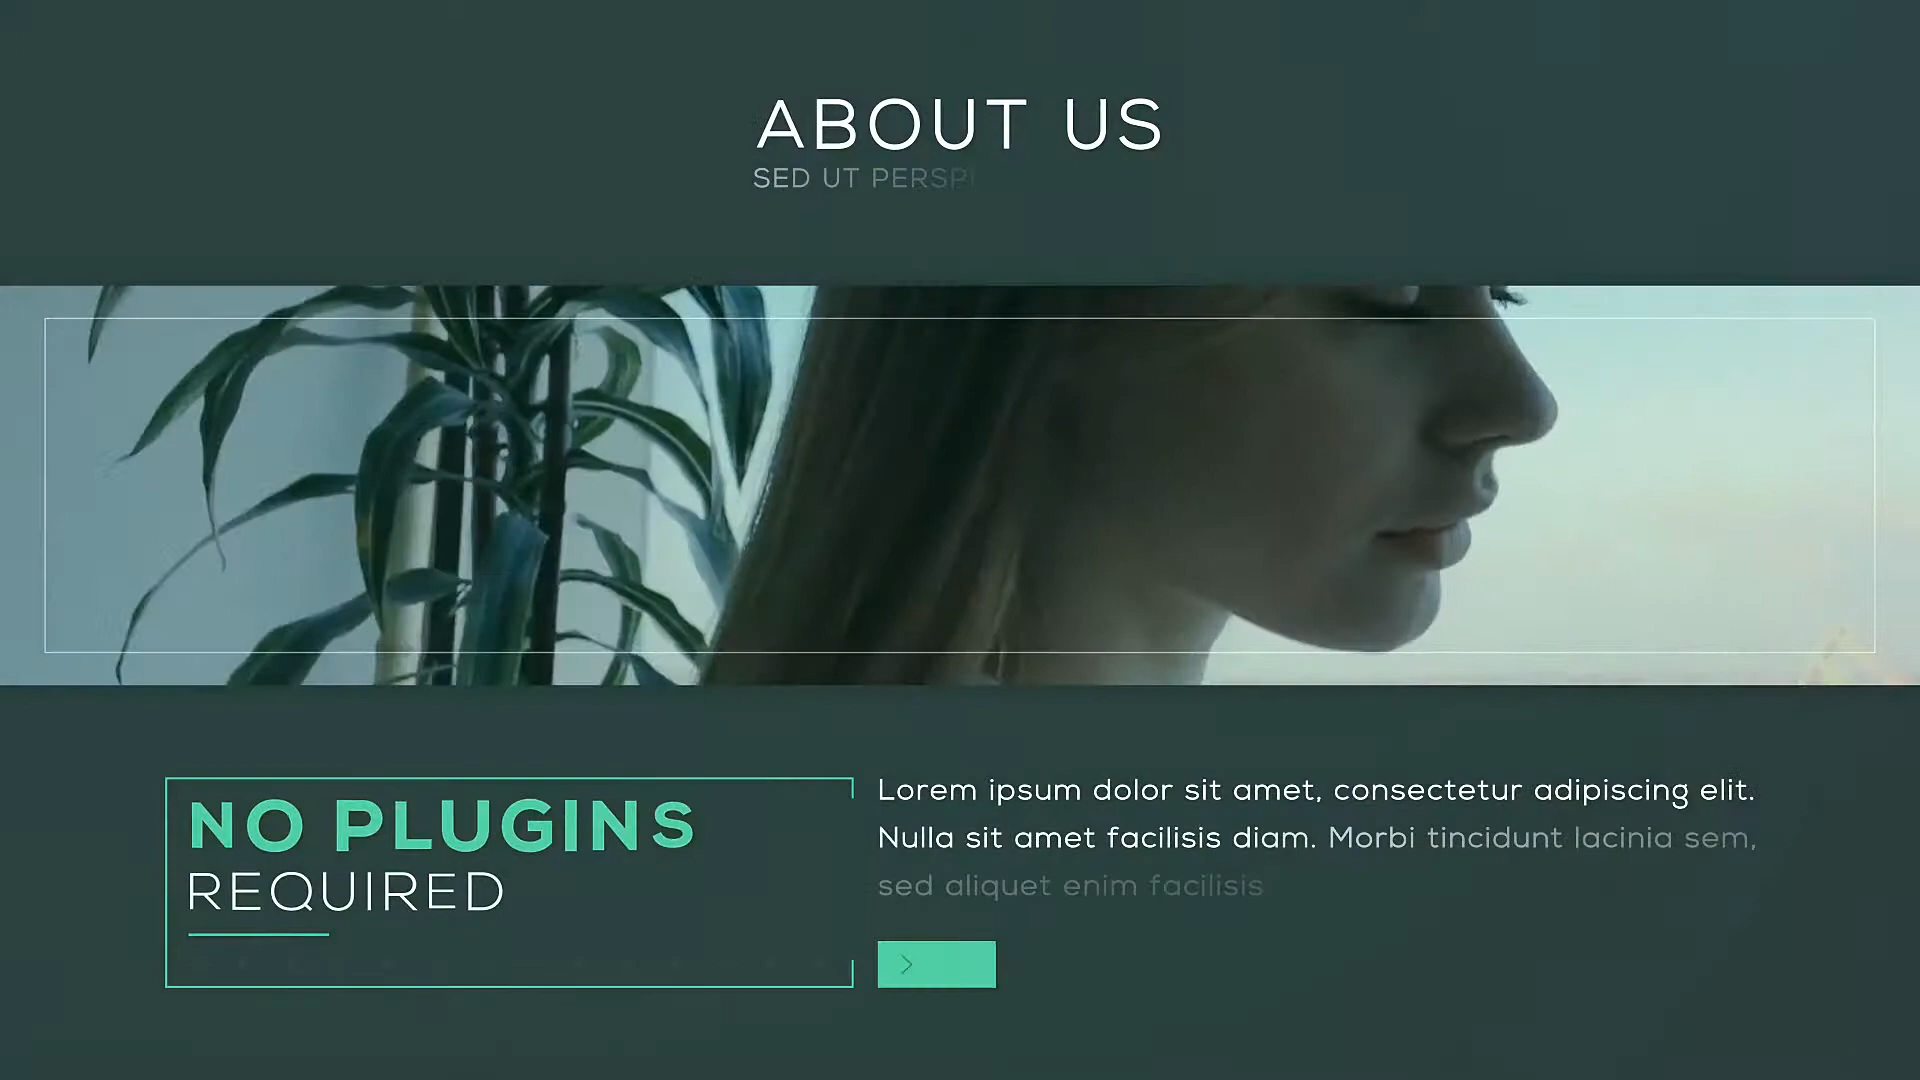 ABOUT US
SED UT PERSP
NO PLUGINS
REQUIRED
Lorem ipsum dolor sit amet, consectetur adipiscing elit.
Nulla sit amet facilisis diam. Morbi tincidunt lacinia sem,
sed aliquet enim facilisis